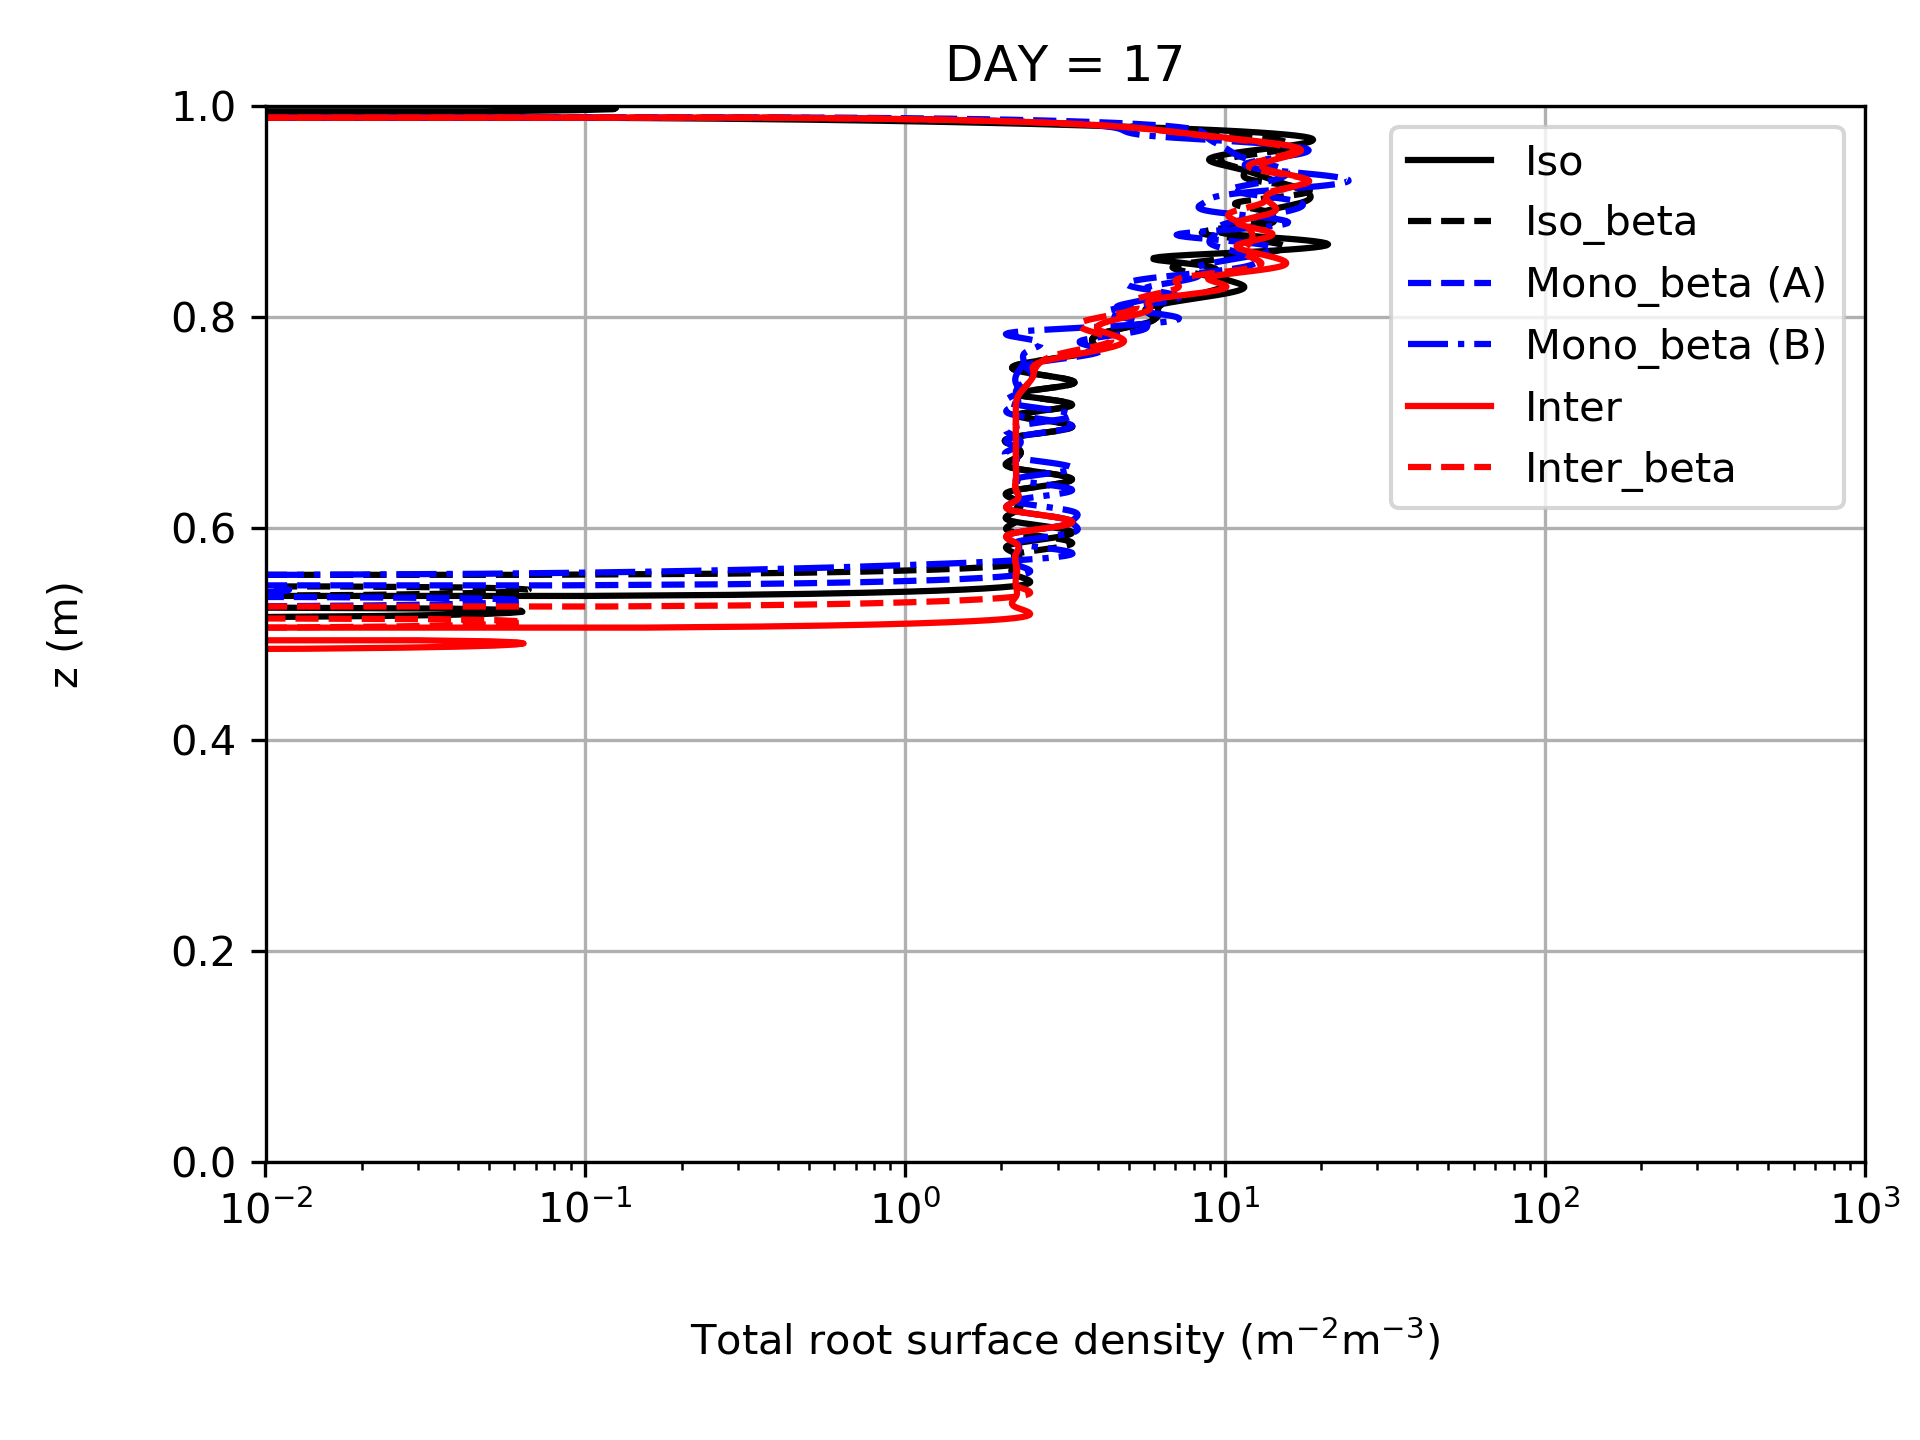 DAY = 17
1.0
0.8
0.6
0.4
0.2
0.0
z (m)
Iso
Iso_beta
Mono_beta (A)
Mono_beta (B)
Inter
Inter_beta
10⁻² 10⁻¹ 10⁰ 10¹ 10² 10³
Total root surface density (m⁻²m⁻³)